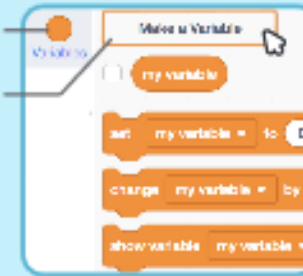 Make a Variable
Variables
my variable
set my variable to
change my variable by
show variable my variable